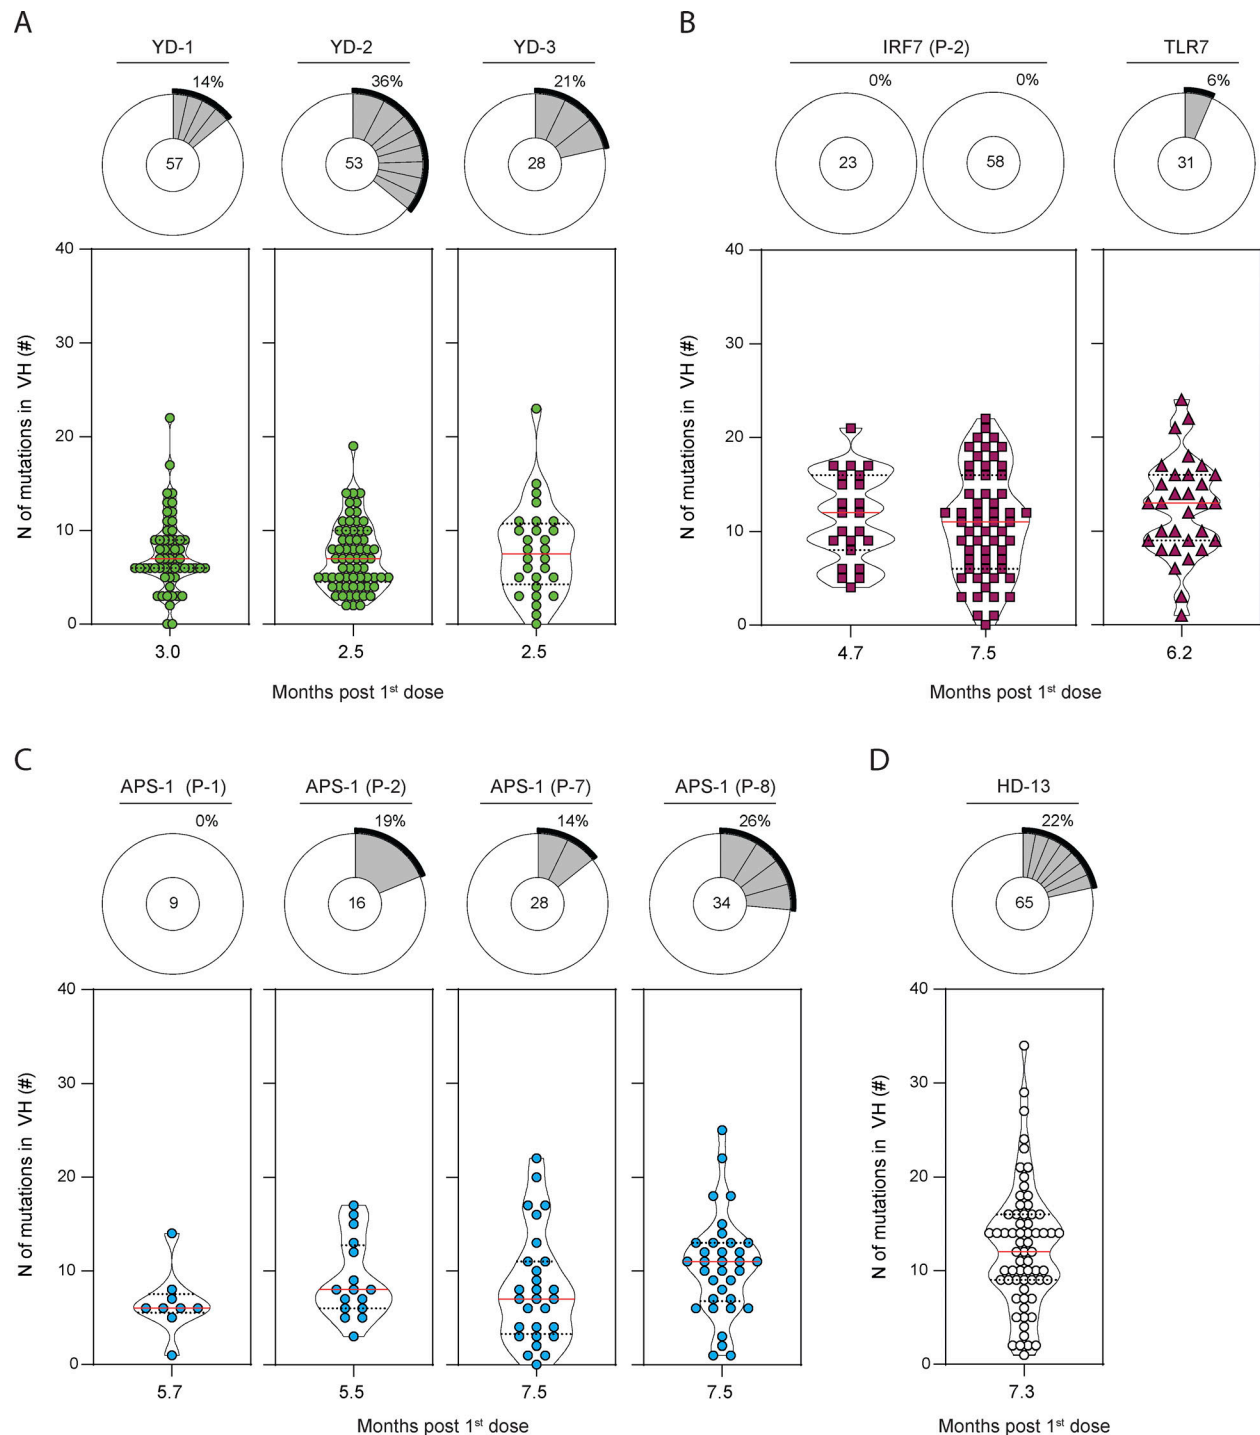 A
YD-1
YD-2
YD-3
14%
36%
21%
57
53
28
N of mutations in VH (#)
40
30
20
10
0
3.0
2.5
2.5
Months post 1st dose
B
IRF7 (P-2)
TLR7
0%
0%
6%
23
58
31
N of mutations in VH (#)
40
30
20
10
0
4.7
7.5
6.2
Months post 1st dose
C
APS-1 (P-1)
APS-1 (P-2)
APS-1 (P-7)
APS-1 (P-8)
0%
19%
14%
26%
9
16
28
34
N of mutations in VH (#)
40
30
20
10
0
5.7
5.5
7.5
7.5
Months post 1st dose
D
HD-13
22%
65
N of mutations in VH (#)
40
30
20
10
0
7.3
Months post 1st dose